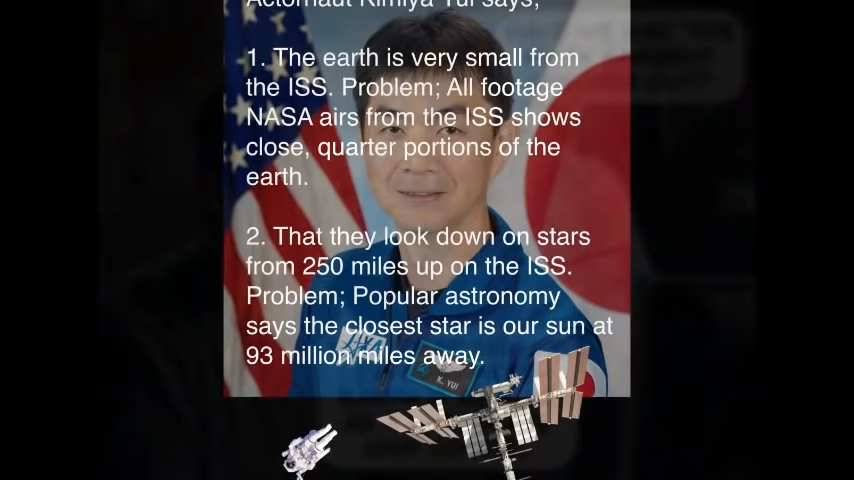 Actornaut Kimiya Yui says,
1. The earth is very small from
the ISS. Problem; All footage
NASA airs from the ISS shows
close, quarter portions of the
earth.
2. That they look down on stars
from 250 miles up on the ISS.
Problem; Popular astronomy
says the closest star is our sun at
93 million miles away.
K. YUI